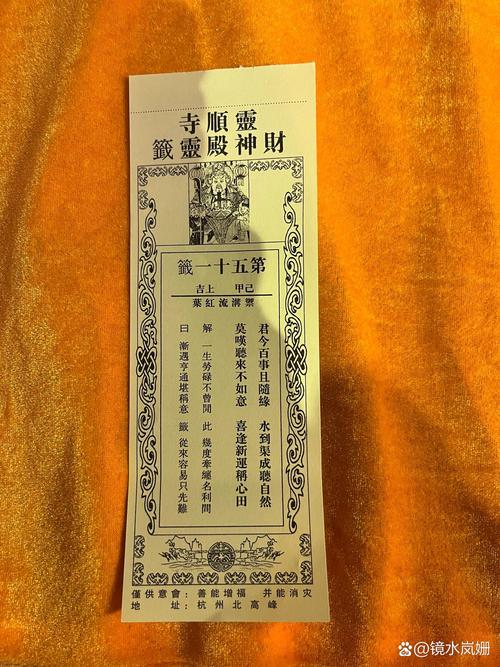 靈順寺
財神殿靈籤
第五十一籤
己甲 上吉
禦溝流紅葉
君今百事且隨緣 水到渠成聽自然
莫嘆聽來不如意 喜逢新運稱心田
解 一生勞碌不曾閒 此 幾度牽纏名利間
曰 漸遇亨通堪稱意 籤 從來容易只先難
僅供意會：善能增福 并能消灾
地 址：杭州北高峰
@镜水岚姗